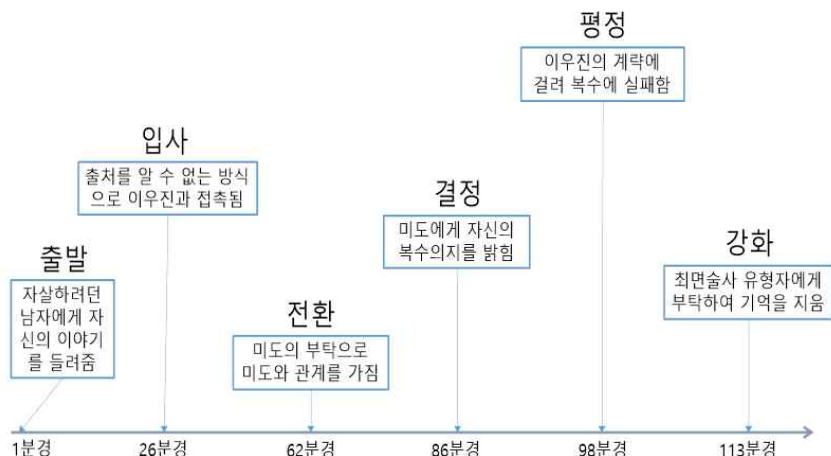 출발
자살하려던
남자에게 자
신의 이야기
를 들려줌
입사
출처를 알 수 없는 방식
으로 이우진과 접촉됨
전환
미도의 부탁으로
미도와 관계를 가짐
결정
미도에게 자신의
복수의지를 밝힘
평정
이우진의 계략에
걸려 복수에 실패함
강화
최면술사 유형자에게
부탁하여 기억을 지움
1분경
26분경
62분경
86분경
98분경
113분경